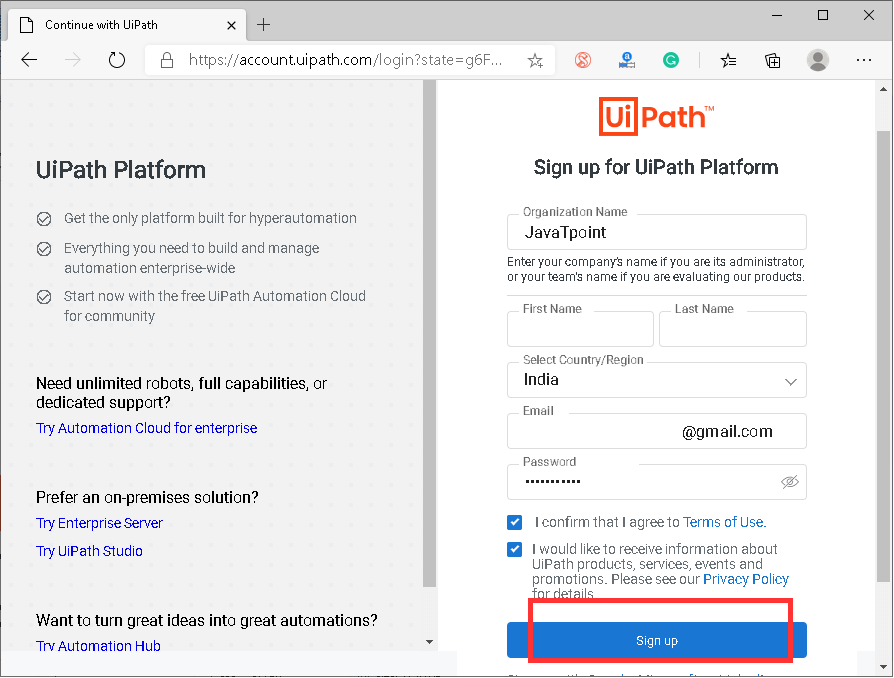 Continue with UiPath
https://account.uipath.com/login?state=g6F...
UiPath Platform
Get the only platform built for hyperautomation
Everything you need to build and manage
automation enterprise-wide
Start now with the free UiPath Automation Cloud
for community
Need unlimited robots, full capabilities, or
dedicated support?
Try Automation Cloud for enterprise
Prefer an on-premises solution?
Try Enterprise Server
Try UiPath Studio
Want to turn great ideas into great automations?
Try Automation Hub
UiPath™
Sign up for UiPath Platform
Organization Name
JavaTpoint
Enter your company's name if you are its administrator,
or your team's name if you are evaluating our products.
First Name
Last Name
Select Country/Region
India
Email
@gmail.com
Password
•••••••••••
I confirm that I agree to Terms of Use.
I would like to receive information about
UiPath products, services, events and
promotions. Please see our Privacy Policy
for details
Sign up